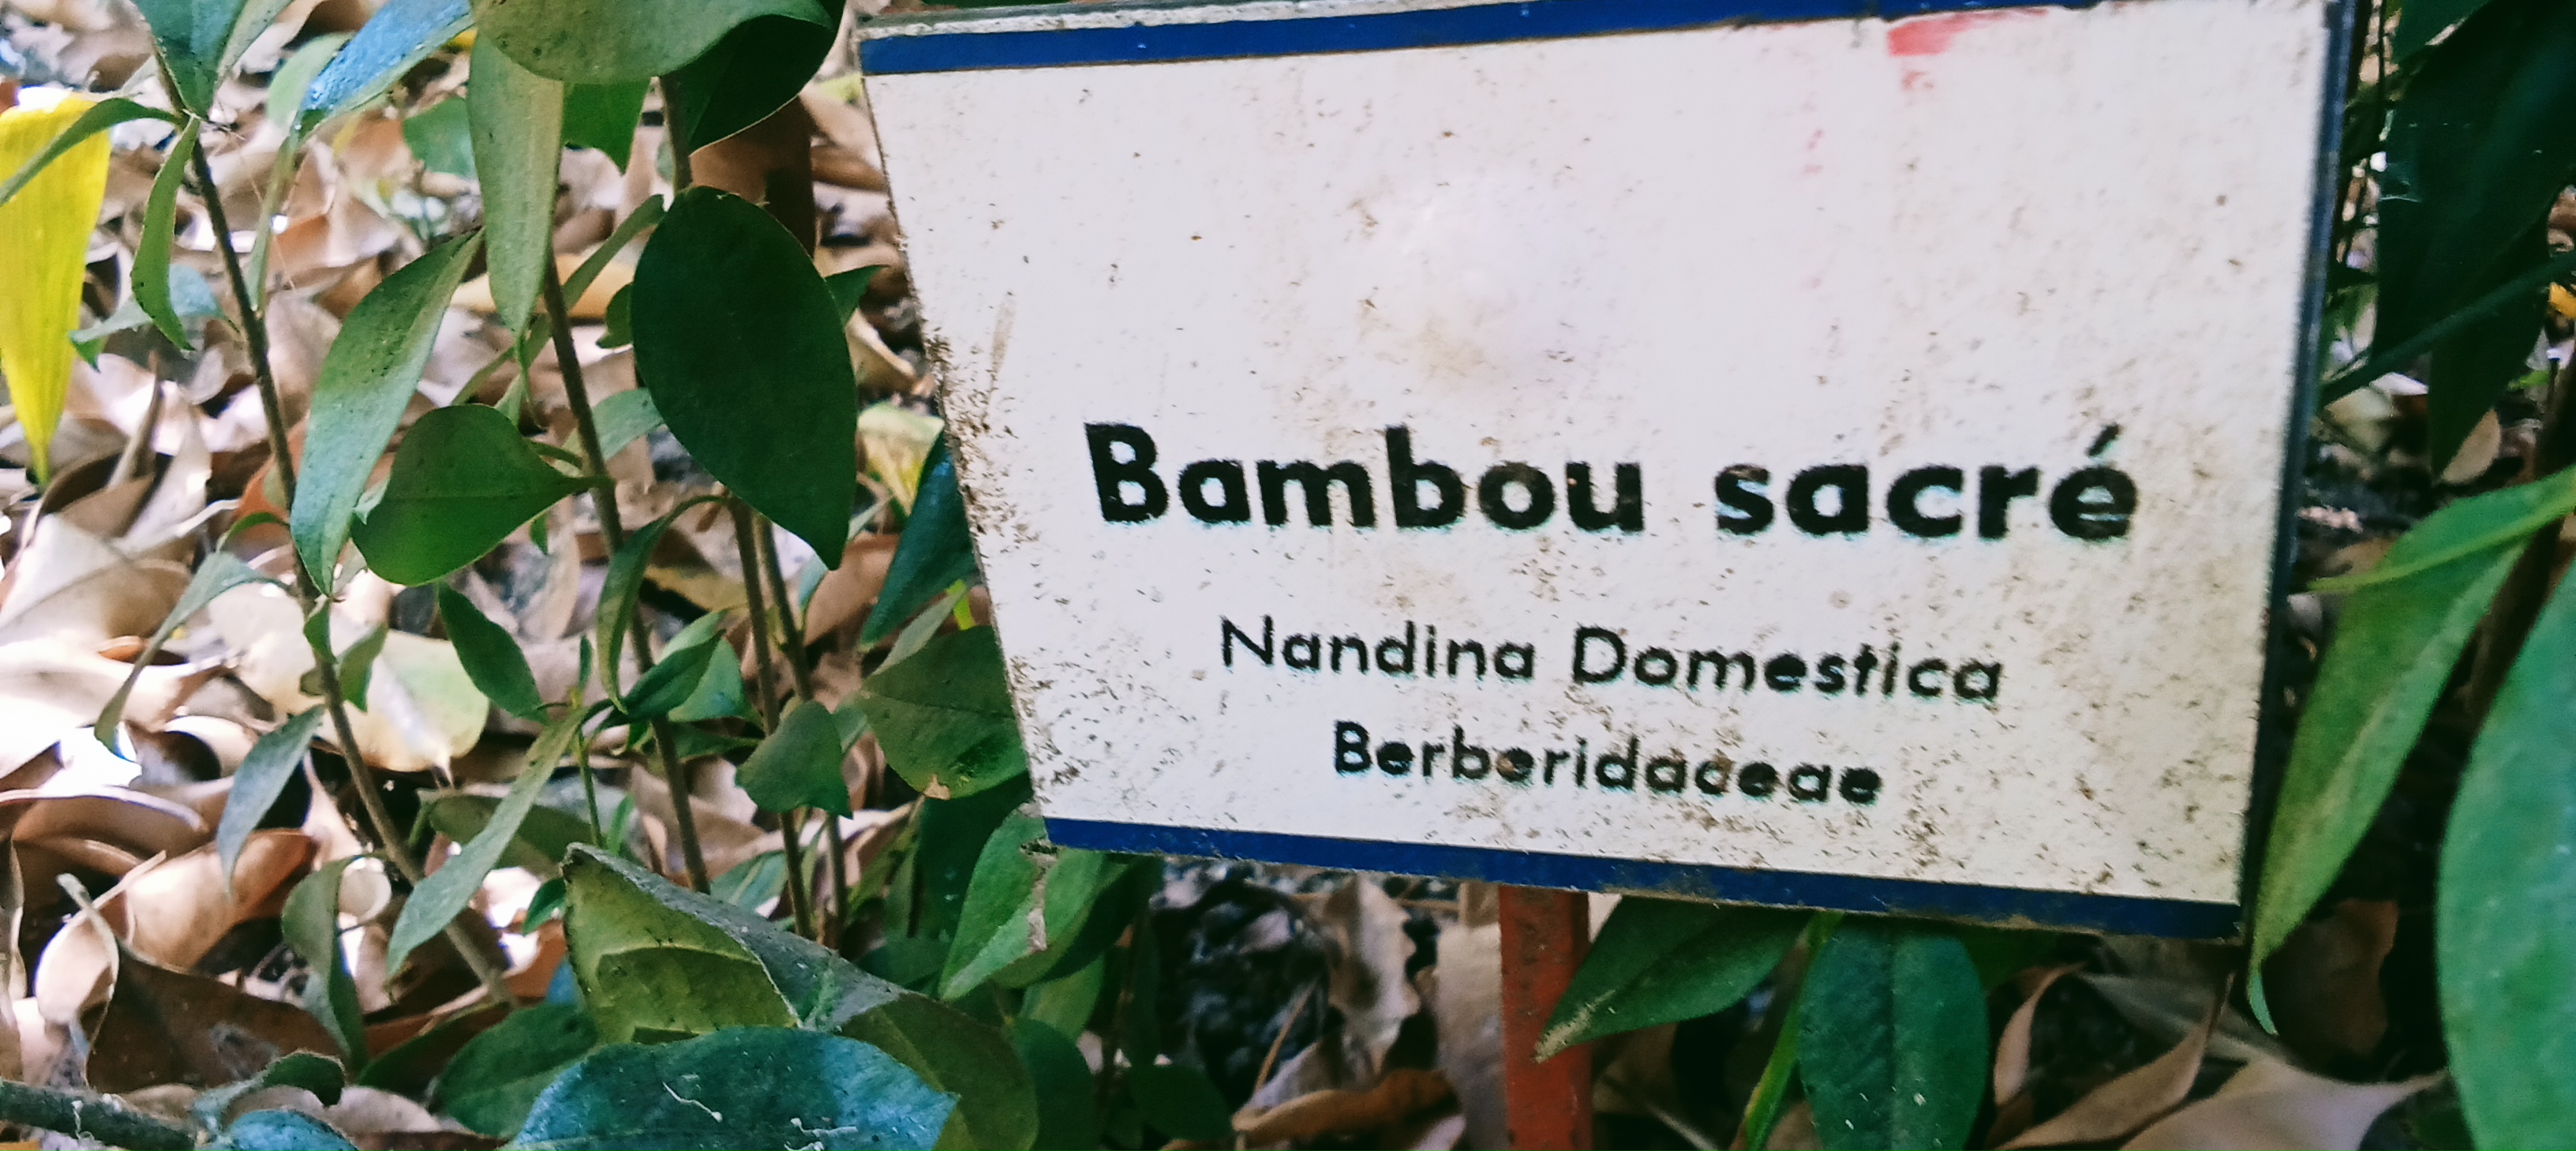 Bambou sacré
Nandina Domestica
Berberidaceae